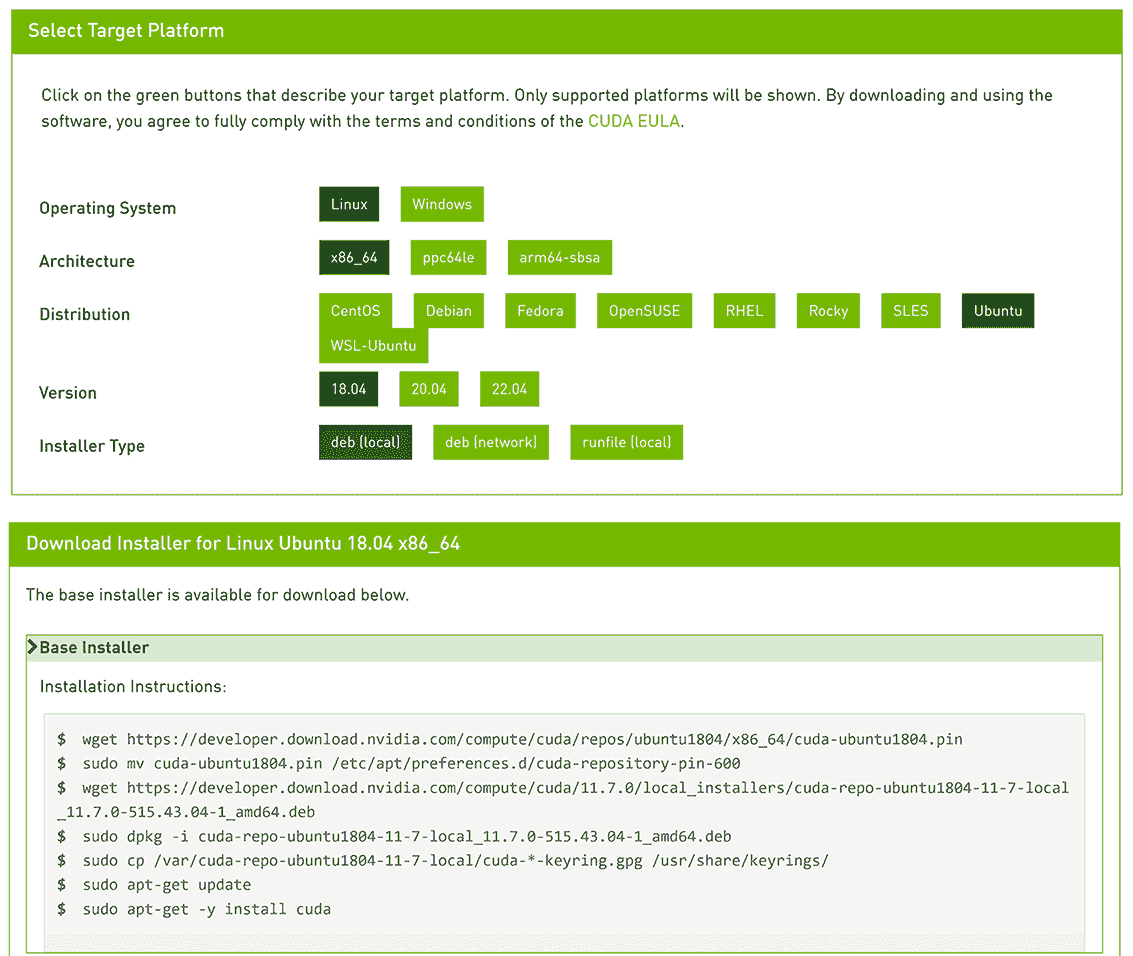 Select Target Platform
Click on the green buttons that describe your target platform. Only supported platforms will be shown. By downloading and using the
software, you agree to fully comply with the terms and conditions of the CUDA EULA.
Operating System Linux Windows
Architecture x86_64 ppc64le arm64-sbsa
Distribution CentOS Debian Fedora OpenSUSE RHEL Rocky SLES Ubuntu
WSL-Ubuntu
Version 18.04 20.04 22.04
Installer Type deb (local) deb (network) runfile (local)
Download Installer for Linux Ubuntu 18.04 x86_64
The base installer is available for download below.
Base Installer
Installation Instructions:
$ wget https://developer.download.nvidia.com/compute/cuda/repos/ubuntu1804/x86_64/cuda-ubuntu1804.pin
$ sudo mv cuda-ubuntu1804.pin /etc/apt/preferences.d/cuda-repository-pin-600
$ wget https://developer.download.nvidia.com/compute/cuda/11.7.0/local_installers/cuda-repo-ubuntu1804-11-7-local
_11.7.0-515.43.04-1_amd64.deb
$ sudo dpkg -i cuda-repo-ubuntu1804-11-7-local_11.7.0-515.43.04-1_amd64.deb
$ sudo cp /var/cuda-repo-ubuntu1804-11-7-local/cuda-*-keyring.gpg /usr/share/keyrings/
$ sudo apt-get update
$ sudo apt-get -y install cuda